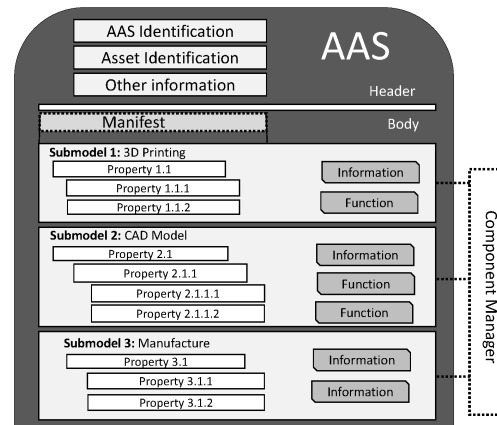 AAS Identification
Asset Identification
Other information
AAS
Header
Manifest
Body
Submodel 1: 3D Printing
Property 1.1
Property 1.1.1
Property 1.1.2
Information
Function
Submodel 2: CAD Model
Property 2.1
Property 2.1.1
Property 2.1.1.1
Property 2.1.1.2
Information
Function
Function
Submodel 3: Manufacture
Property 3.1
Property 3.1.1
Property 3.1.2
Information
Information
Component Manager